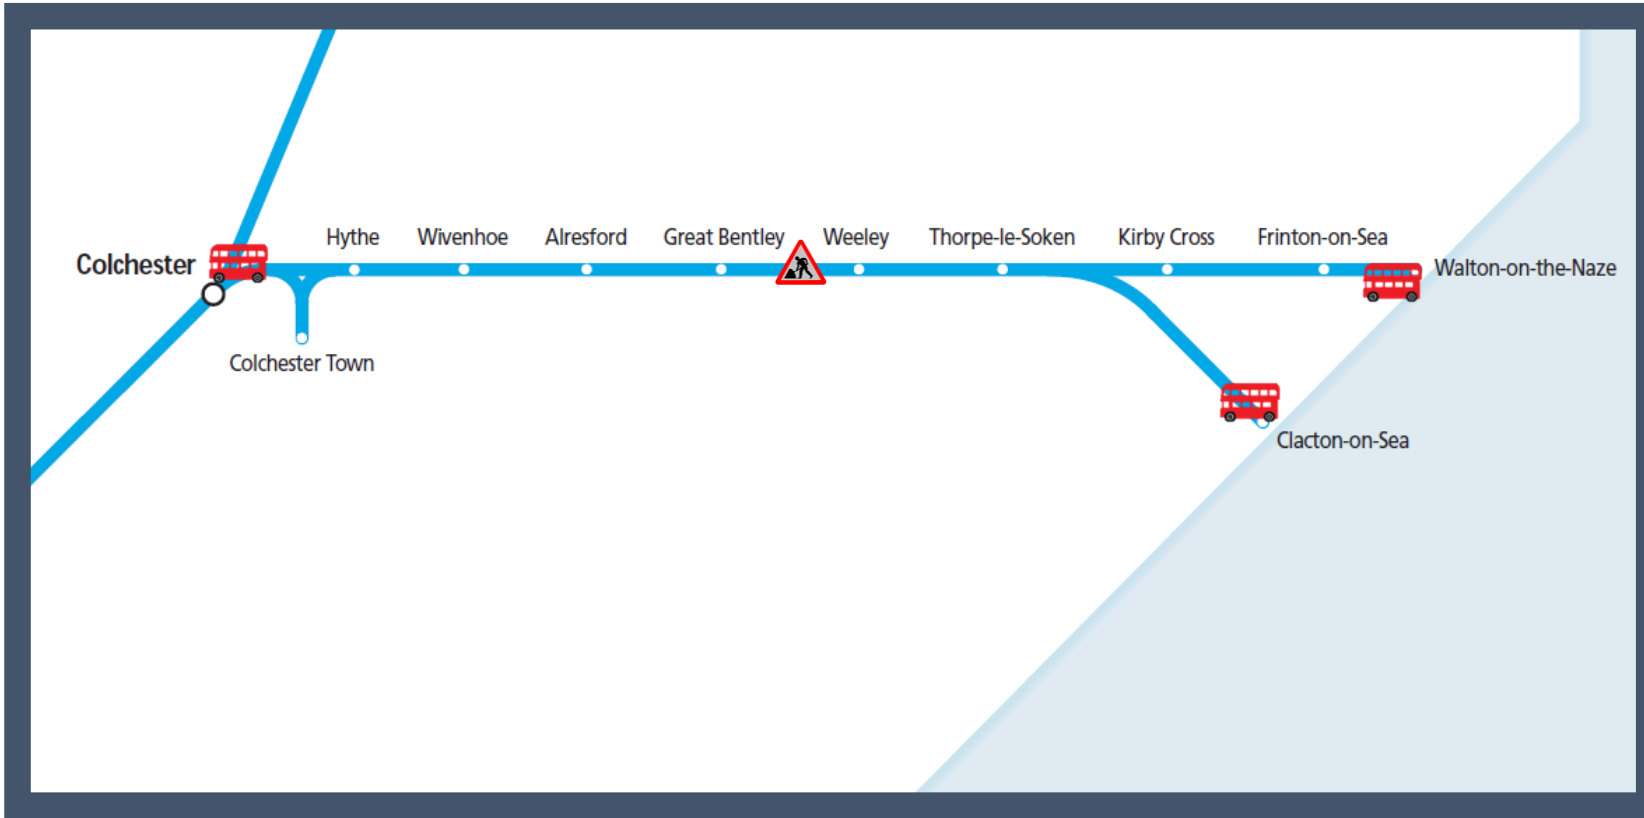 Hythe
Wivenhoe
Alresford
Great Bentley
Weeley
Thorpe-le-Soken
Kirby Cross
Frinton-on-Sea
Colchester
Walton-on-the-Naze
Colchester Town
Clacton-on-Sea